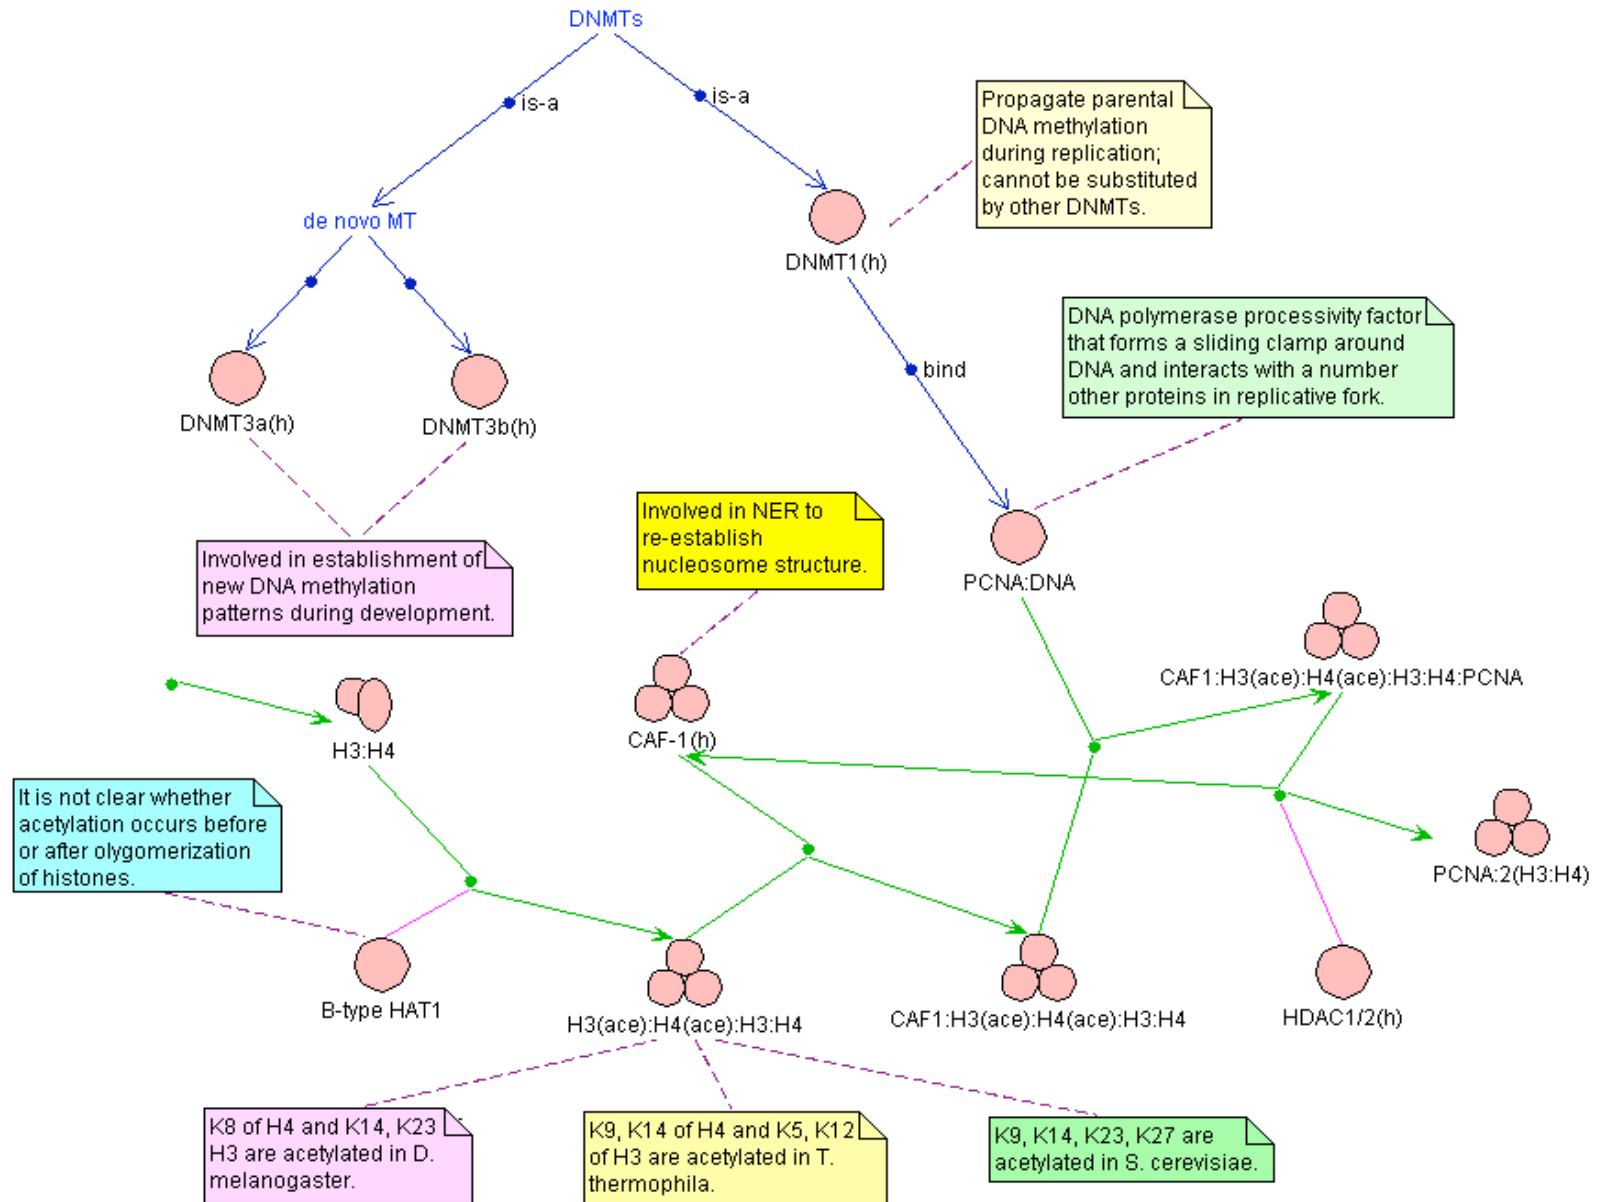 DNMTs
is-a
is-a
Propagate parental
DNA methylation
during replication;
cannot be substituted
by other DNMTs.
de novo MT
DNMT1(h)
DNA polymerase processivity factor
that forms a sliding clamp around
DNA and interacts with a number
other proteins in replicative fork.
bind
DNMT3a(h)
DNMT3b(h)
Involved in NER to
re-establish
nucleosome structure.
Involved in establishment of
new DNA methylation
patterns during development.
PCNA:DNA
CAF1:H3(ace):H4(ace):H3:H4:PCNA
H3:H4
CAF-1(h)
It is not clear whether
acetylation occurs before
or after olygomerization
of histones.
PCNA:2(H3:H4)
B-type HAT1
H3(ace):H4(ace):H3:H4
CAF1:H3(ace):H4(ace):H3:H4
HDAC1/2(h)
K8 of H4 and K14, K23
H3 are acetylated in D.
melanogaster.
K9, K14 of H4 and K5, K12
of H3 are acetylated in T.
thermophila.
K9, K14, K23, K27 are
acetylated in S. cerevisiae.